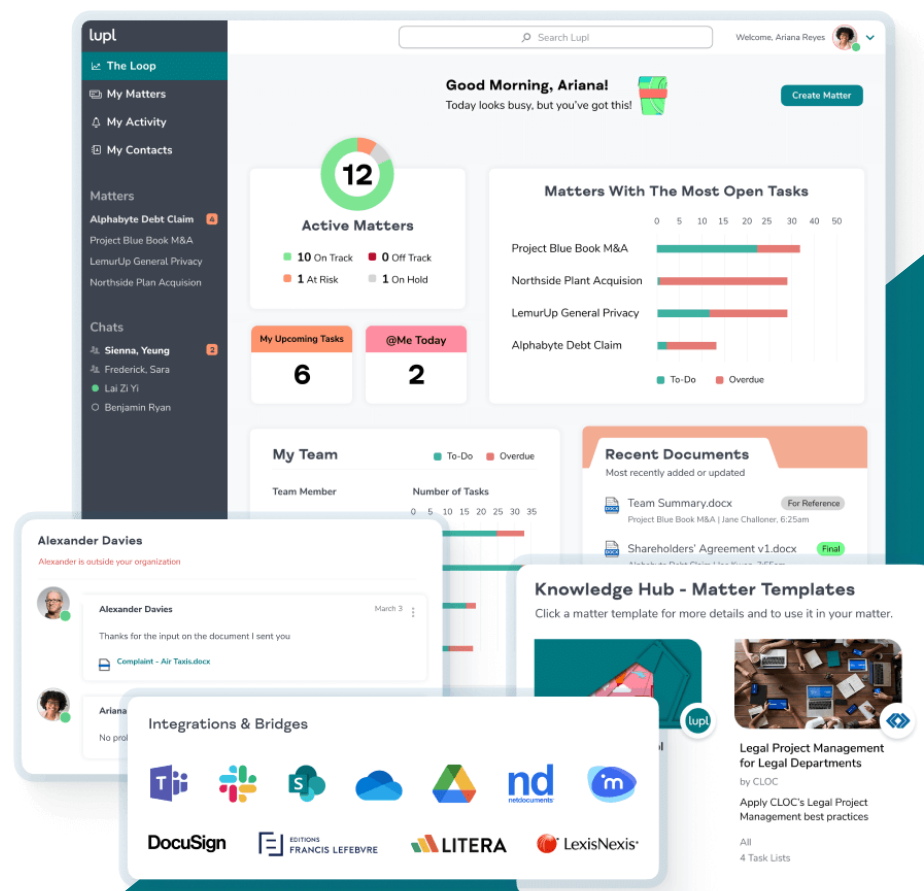 lupl
Search Lupl
Welcome, Ariana Reyes
The Loop
My Matters
My Activity
My Contacts
Matters
Alphabyte Debt Claim 6
Project Blue Book M&A
LemurUp General Privacy
Northside Plan Acquision
Chats
Sienna, Yeung 2
Frederick, Sara
Lai Zi Yi
Benjamin Ryan
Good Morning, Ariana!
Today looks busy, but you've got this!
Create Matter
12
Active Matters
10 On Track 0 Off Track
1 At Risk 1 On Hold
My Upcoming Tasks
6
@Me Today
2
Matters With The Most Open Tasks
0 5 10 15 20 25 30 40 50
Project Blue Book M&A
Northside Plant Acquision
LemurUp General Privacy
Alphabyte Debt Claim
To-Do Overdue
My Team
To-Do Overdue
Team Member Number of Tasks
0 5 10 15 20 25 30 35
Recent Documents
Most recently added or updated
DOCX Team Summary.docx For Reference
Project Blue Book M&A | Jane Challoner, 6:25am
DOCX Shareholders' Agreement v1.docx Final
Alexander Davies
Alexander is outside your organization
Alexander Davies March 3
Thanks for the input on the document I sent you
Complaint - Air Taxis.docx
Ariana
Knowledge Hub - Matter Templates
Click a matter template for more details and to use it in your matter.
lupl
Legal Project Management
for Legal Departments
by CLOC
Apply CLOC's Legal Project
Management best practices
All
4 Task Lists
Integrations & Bridges
nd
netdocuments
m
DocuSign
EDITIONS
FRANCIS LEFEBVRE
LITERA
LexisNexis